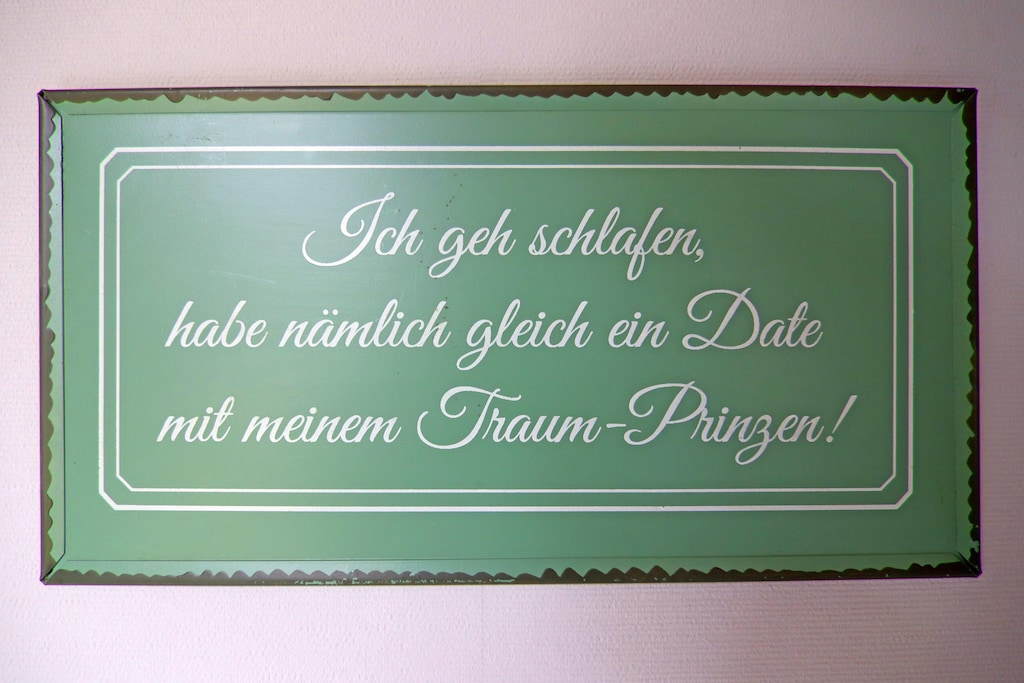 Ich geh schlafen,
habe nämlich gleich ein Date
mit meinem Traum-Prinzen!